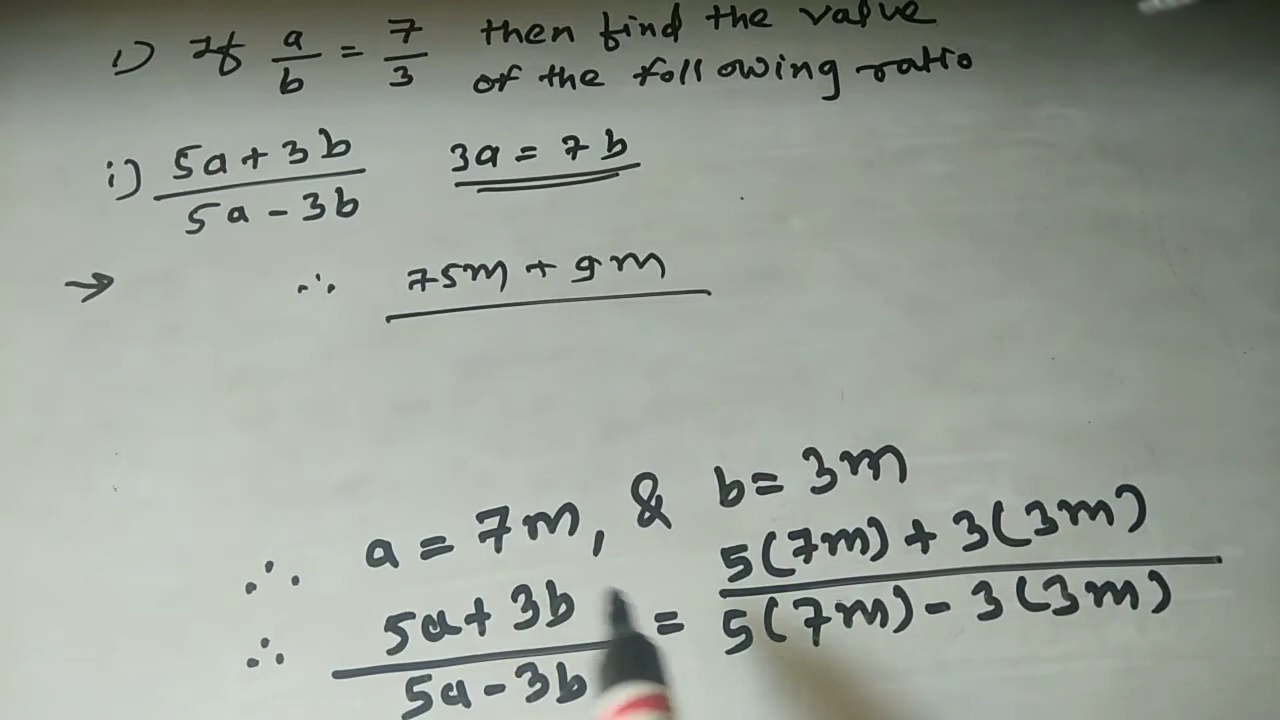 1) If a/b = 7/3 then find the value
of the following ratio
i) 5a + 3b / 5a - 3b 3a = 7b
→ ∴ 75m + 9m
∴ a = 7m, & b = 3m
∴ 5a + 3b / 5a - 3b = 5(7m) + 3(3m) / 5(7m) - 3(3m)